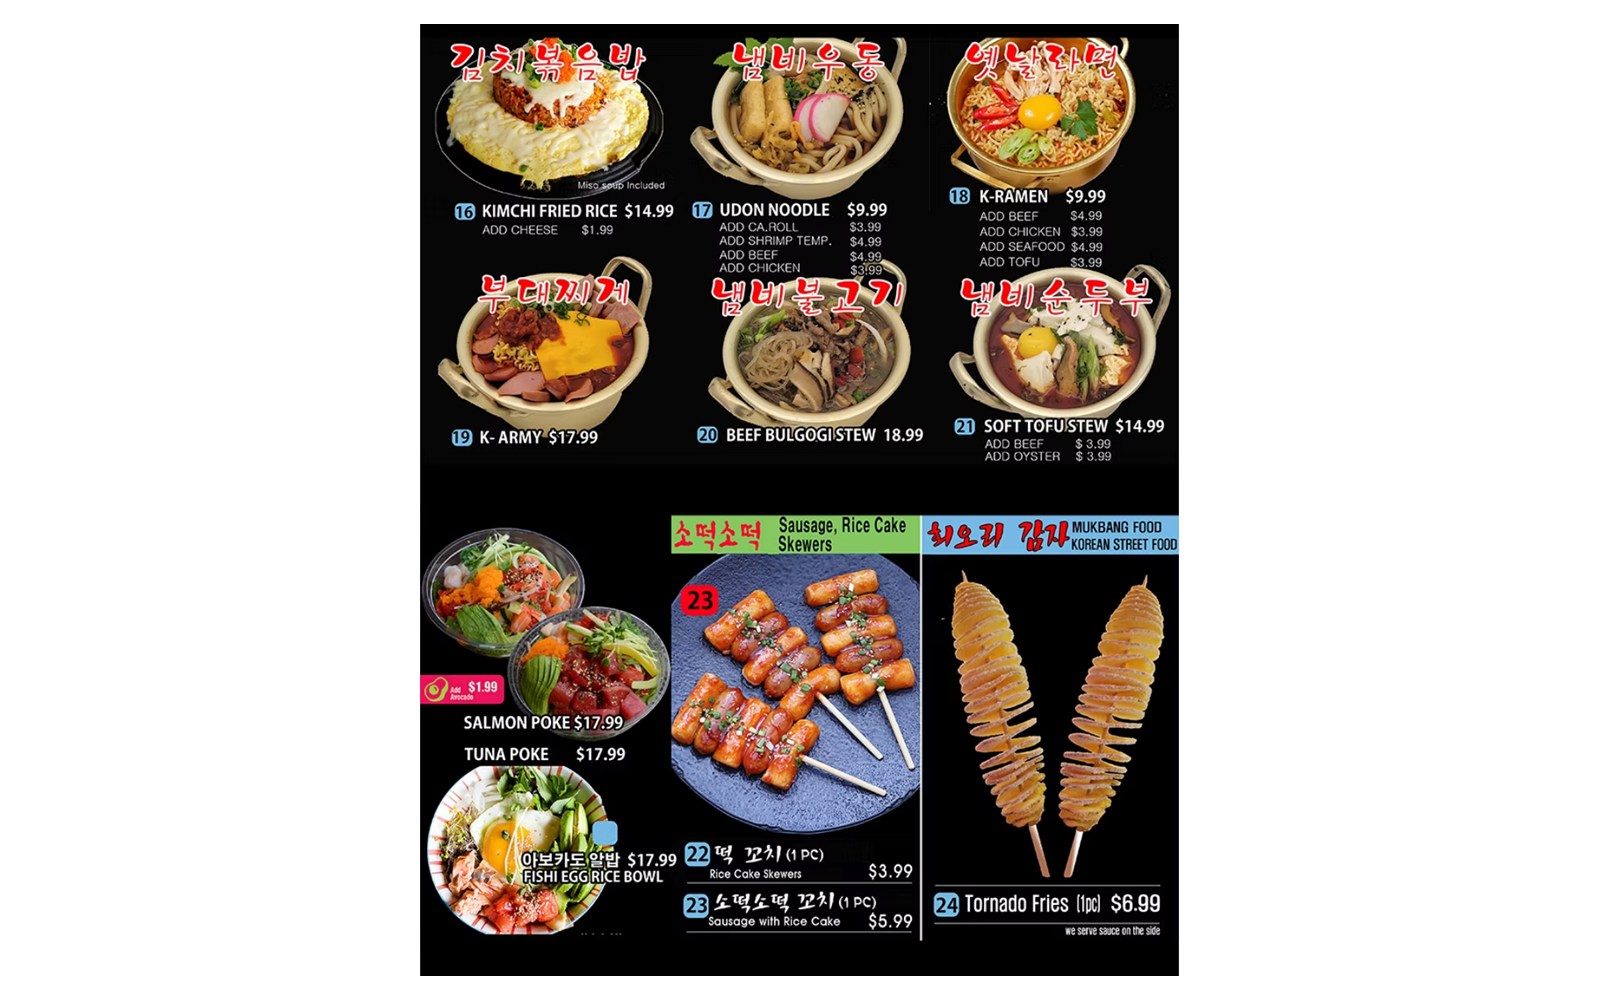 김치볶음밥
Miso soup Included
16 KIMCHI FRIED RICE $14.99
ADD CHEESE $1.99
냄비우동
17 UDON NOODLE $9.99
ADD CA.ROLL $3.99
ADD SHRIMP TEMP. $4.99
ADD BEEF $4.99
ADD CHICKEN $3.99
옛날라면
18 K-RAMEN $9.99
ADD BEEF $4.99
ADD CHICKEN $3.99
ADD SEAFOOD $4.99
ADD TOFU $3.99
부대찌게
19 K- ARMY $17.99
냄비불고기
20 BEEF BULGOGI STEW 18.99
냄비순두부
21 SOFT TOFU STEW $14.99
ADD BEEF $ 3.99
ADD OYSTER $ 3.99
Add $1.99
Avocado
SALMON POKE $17.99
TUNA POKE $17.99
아보카도 알밥 $17.99
FISHI EGG RICE BOWL
소떡소떡 Sausage, Rice Cake
Skewers
23
22 떡 꼬치 (1 PC)
Rice Cake Skewers $3.99
23 소떡소떡 꼬치 (1 PC)
Sausage with Rice Cake $5.99
회오리 감자 MUKBANG FOOD
KOREAN STREET FOOD
24 Tornado Fries (1pc) $6.99
we serve sauce on the side